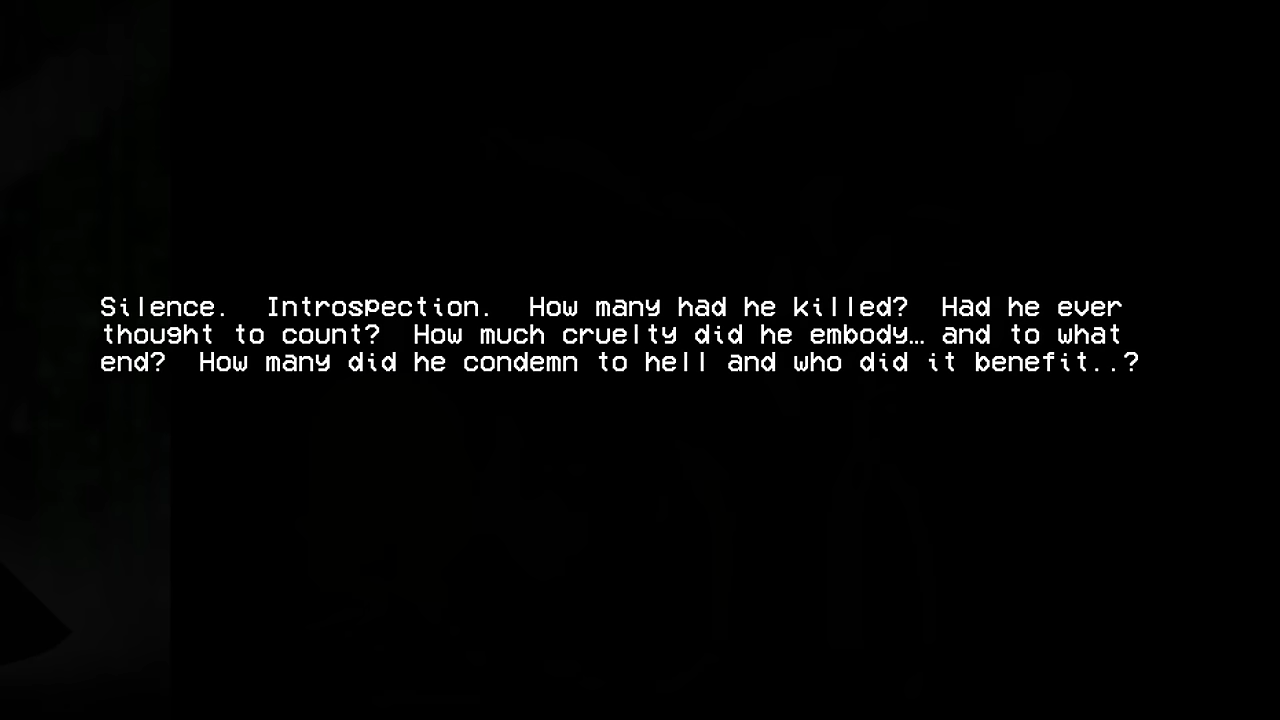 Silence.  Introspection.  How many had he killed?  Had he ever
thought to count?  How much cruelty did he embody… and to what
end?  How many did he condemn to hell and who did it benefit..?